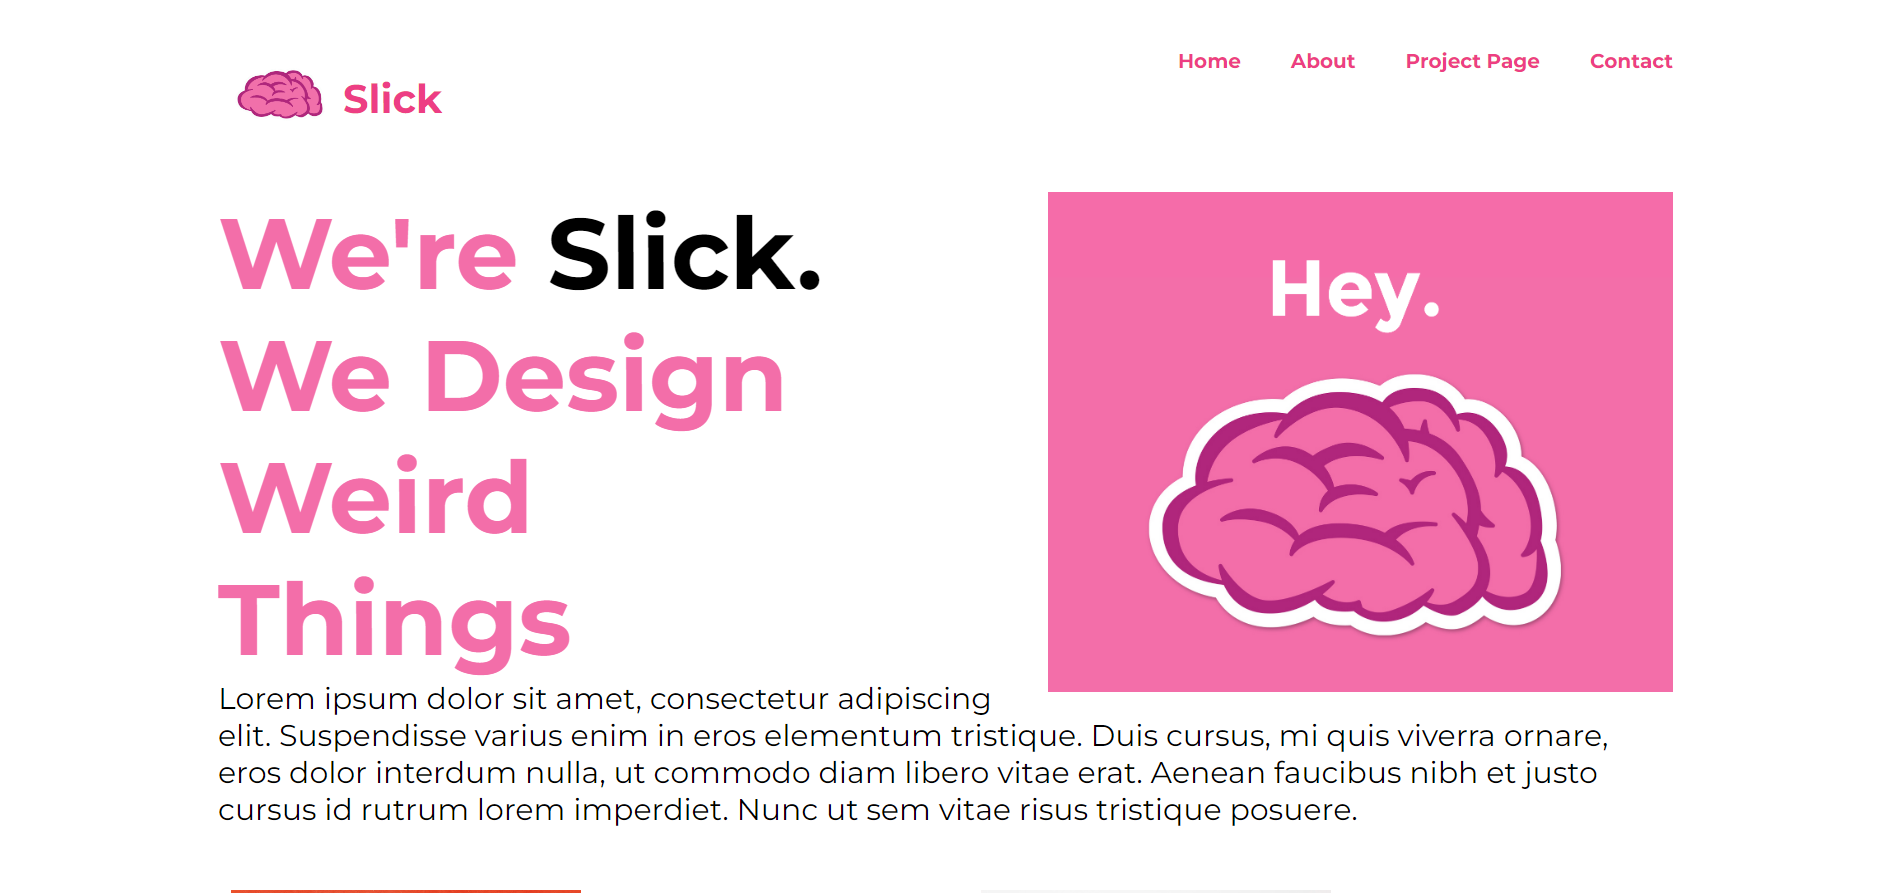 Home About Project Page Contact
Slick
We're Slick.
We Design
Weird
Things
Hey.
Lorem ipsum dolor sit amet, consectetur adipiscing
elit. Suspendisse varius enim in eros elementum tristique. Duis cursus, mi quis viverra ornare,
eros dolor interdum nulla, ut commodo diam libero vitae erat. Aenean faucibus nibh et justo
cursus id rutrum lorem imperdiet. Nunc ut sem vitae risus tristique posuere.